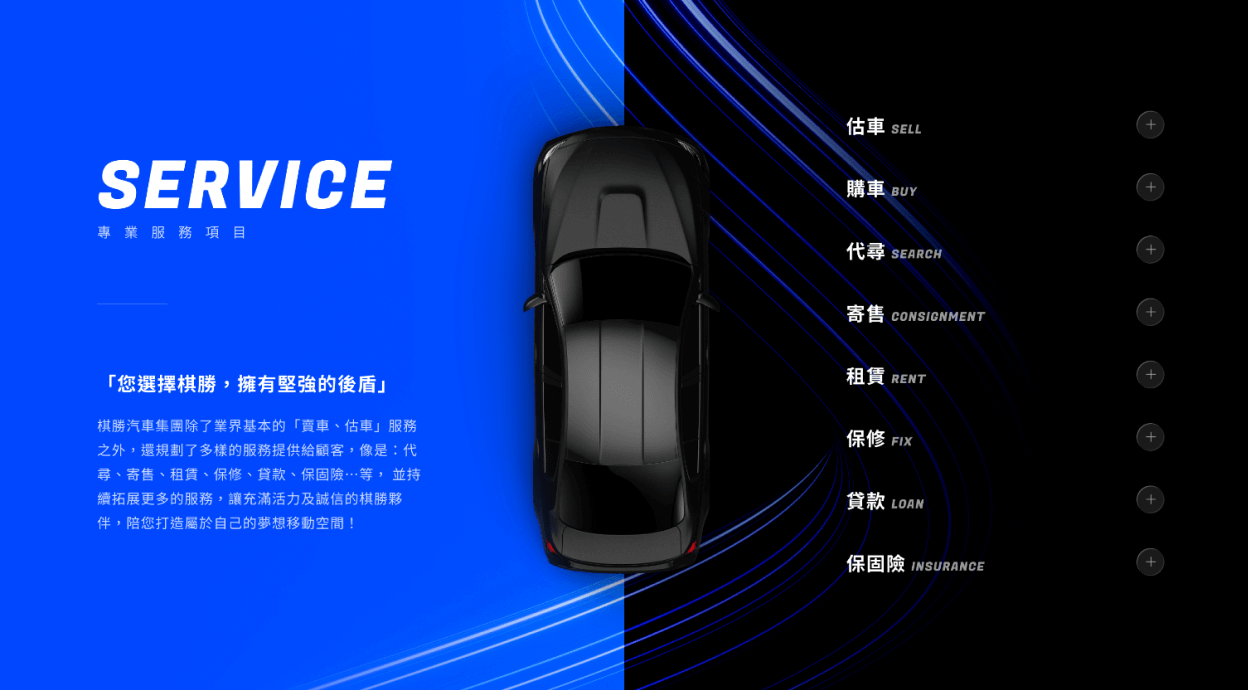 SERVICE
專業服務項目
「您選擇棋勝,擁有堅強的後盾」
棋勝汽車集團除了業界基本的「賣車、估車」服務
之外,還規劃了多樣的服務提供給顧客,像是:代
尋、寄售、租賃、保修、貸款、保固險…等, 並持
續拓展更多的服務,讓充滿活力及誠信的棋勝夥
伴,陪您打造屬於自己的夢想移動空間!
估車 SELL
購車 BUY
代尋 SEARCH
寄售 CONSIGNMENT
租賃 RENT
保修 FIX
貸款 LOAN
保固險 INSURANCE